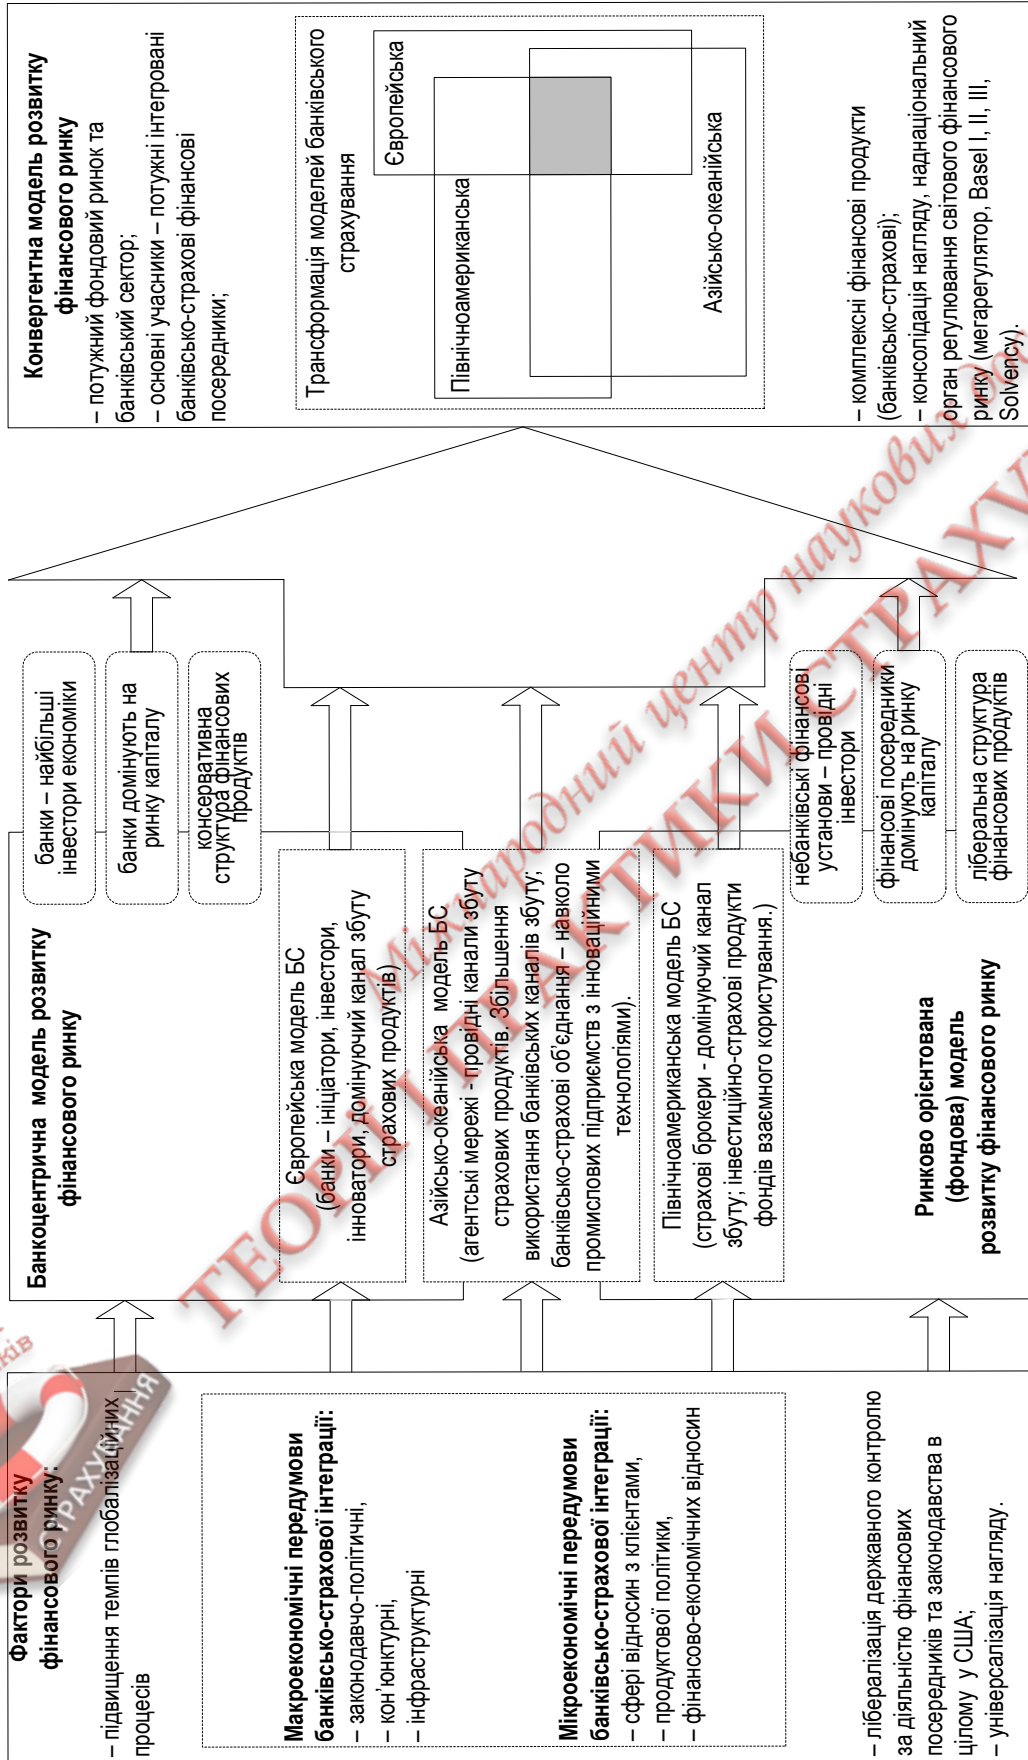 Фактори розвитку
фінансового ринку:
– підвищення темпів глобалізаційних
процесів
Макроекономічні передумови
банківсько-страхової інтеграції:
– законодавчо-політичні,
– кон'юнктурні,
– інфраструктурні
Мікроекономічні передумови
банківсько-страхової інтеграції:
– сфері відносин з клієнтами,
– продуктової політики,
– фінансово-економічних відносин
– лібералізація державного контролю
за діяльністю фінансових
посередників та законодавства в
цілому у США;
– універсалізація нагляду.
Банкоцентрична модель розвитку
фінансового ринку
Європейська модель БС
(банки – ініціатори, інвестори,
інноватори, домінуючий канал збуту
страхових продуктів)
Азійсько-океанійська модель БС
(агентські мережі - провідні канали збуту
страхових продуктів. Збільшення
використання банківських каналів збуту;
банківсько-страхові об'єднання – навколо
промислових підприємств з інноваційними
технологіями).
Північноамериканська модель БС
(страхові брокери - домінуючий канал
збуту; інвестиційно-страхові продукти
фондів взаємного користування.)
Ринково орієнтована
(фондова) модель
розвитку фінансового ринку
банки – найбільші
інвестори економіки
банки домінують на
ринку капіталу
консервативна
структура фінансових
продуктів
небанківські фінансові
установи – провідні
інвестори
фінансові посередники
домінують на ринку
капіталу
ліберальна структура
фінансових продуктів
Конвергентна модель розвитку
фінансового ринку
– потужний фондовий ринок та
банківський сектор;
– основні учасники – потужні інтегровані
банківсько-страхові фінансові
посередники;
Трансформація моделей банківського
страхування
Європейська
Північноамериканська
Азійсько-океанійська
– комплексні фінансові продукти
(банківсько-страхові);
– консолідація нагляду, наднаціональний
орган регулювання світового фінансового
ринку (мегарегулятор, Basel I, II, III,
Solvency).
Міжнародний центр наукових
ТЕОРІЇ І ПРАКТИКИ
СТРАХУВАННЯ